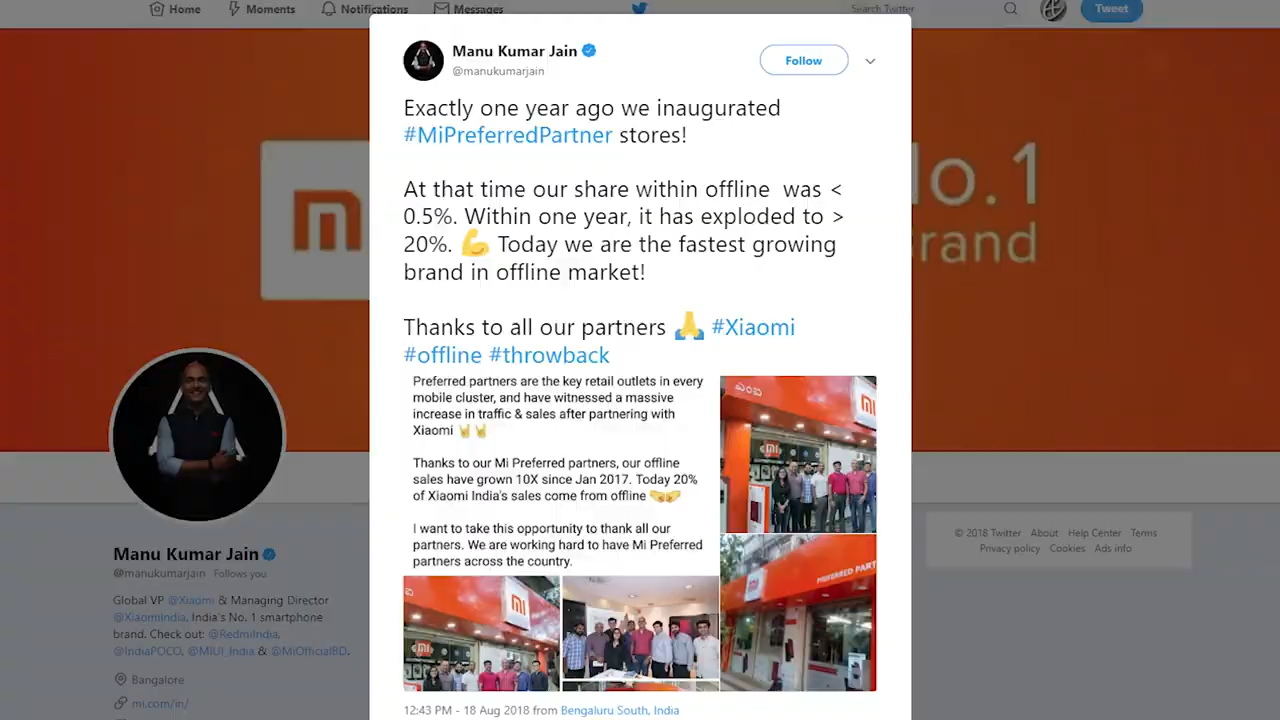 Home
Moments
Notifications
Messages
Search Twitter
Tweet
Manu Kumar Jain
@manukumarjain
Follow
Exactly one year ago we inaugurated
#MiPreferredPartner stores!
At that time our share within offline was <
0.5%. Within one year, it has exploded to >
20%. 💪 Today we are the fastest growing
brand in offline market!
Thanks to all our partners 🙏 #Xiaomi
#offline #throwback
Preferred partners are the key retail outlets in every
mobile cluster, and have witnessed a massive
increase in traffic & sales after partnering with
Xiaomi 🤘🤘
Thanks to our Mi Preferred partners, our offline
sales have grown 10X since Jan 2017. Today 20%
of Xiaomi India's sales come from offline 🤜🤛
I want to take this opportunity to thank all our
partners. We are working hard to have Mi Preferred
partners across the country.
PREFERRED PART
12:43 PM - 18 Aug 2018 from Bengaluru South, India
Manu Kumar Jain
@manukumarjain Follows you
Global VP @Xiaomi & Managing Director
@XiaomiIndia. India's No. 1 smartphone
brand. Check out: @RedmiIndia,
@IndiaPOCO, @MIUI_India & @MiOfficialBD.
Bangalore
mi.com/in/
o.1
rand
© 2018 Twitter About Help Center Terms
Privacy policy Cookies Ads info